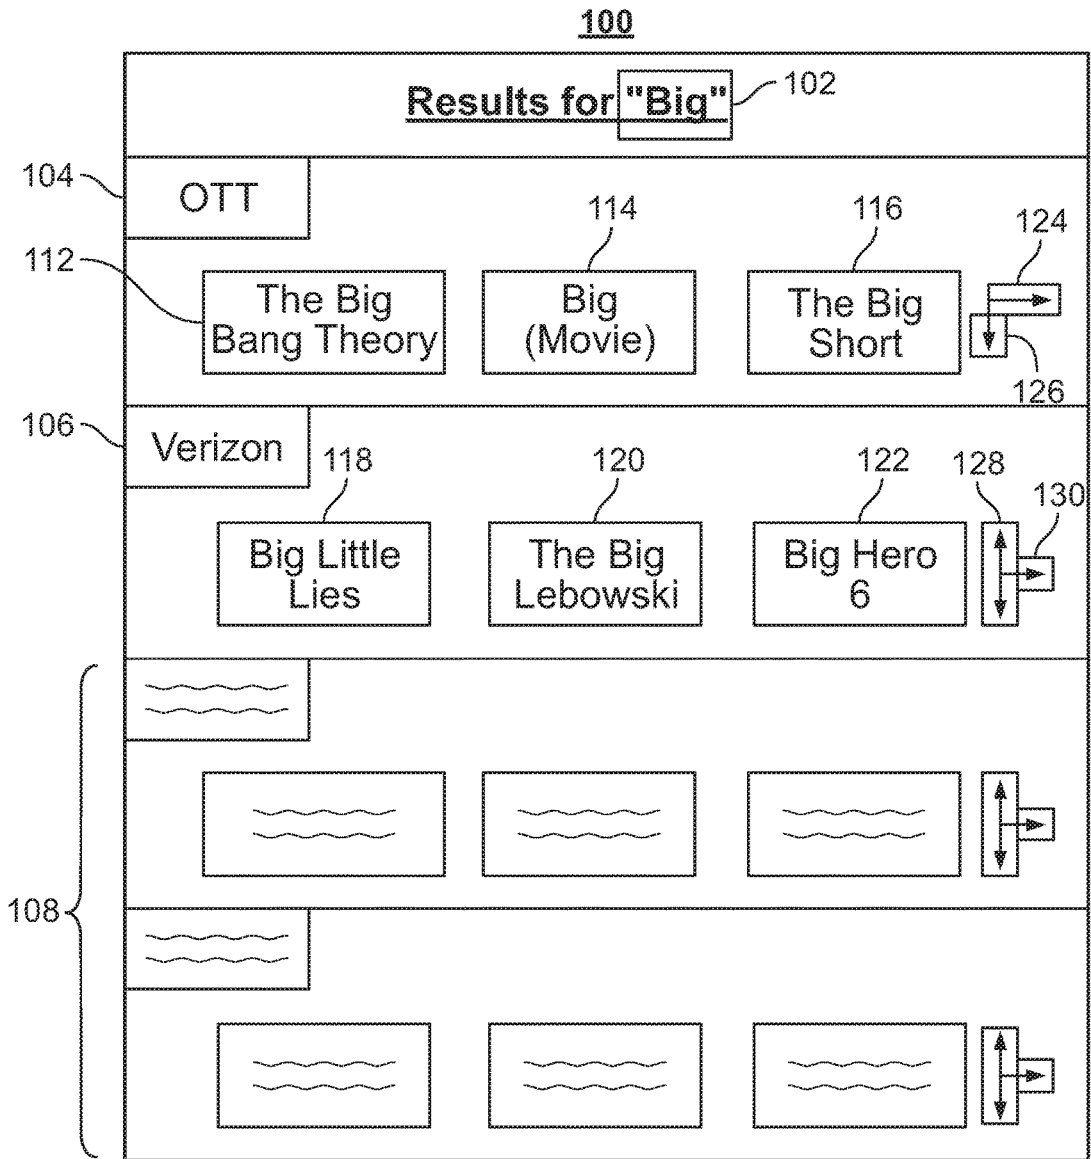 100
Results for "Big"
102
104
OTT
114
116
124
112
The Big
Bang Theory
Big
(Movie)
The Big
Short
126
106
Verizon
118
120
122
128
130
Big Little
Lies
The Big
Lebowski
Big Hero
6
108